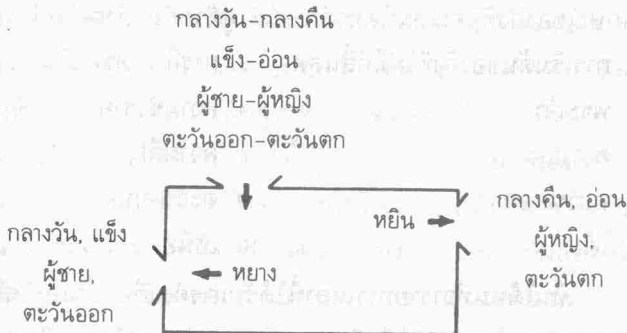 กลางวัน-กลางคืน
แข็ง-อ่อน
ผู้ชาย-ผู้หญิง
ตะวันออก-ตะวันตก
หยิน
กลางคืน, อ่อน
ผู้หญิง,
ตะวันตก
กลางวัน, แข็ง
ผู้ชาย,
ตะวันออก
หยาง